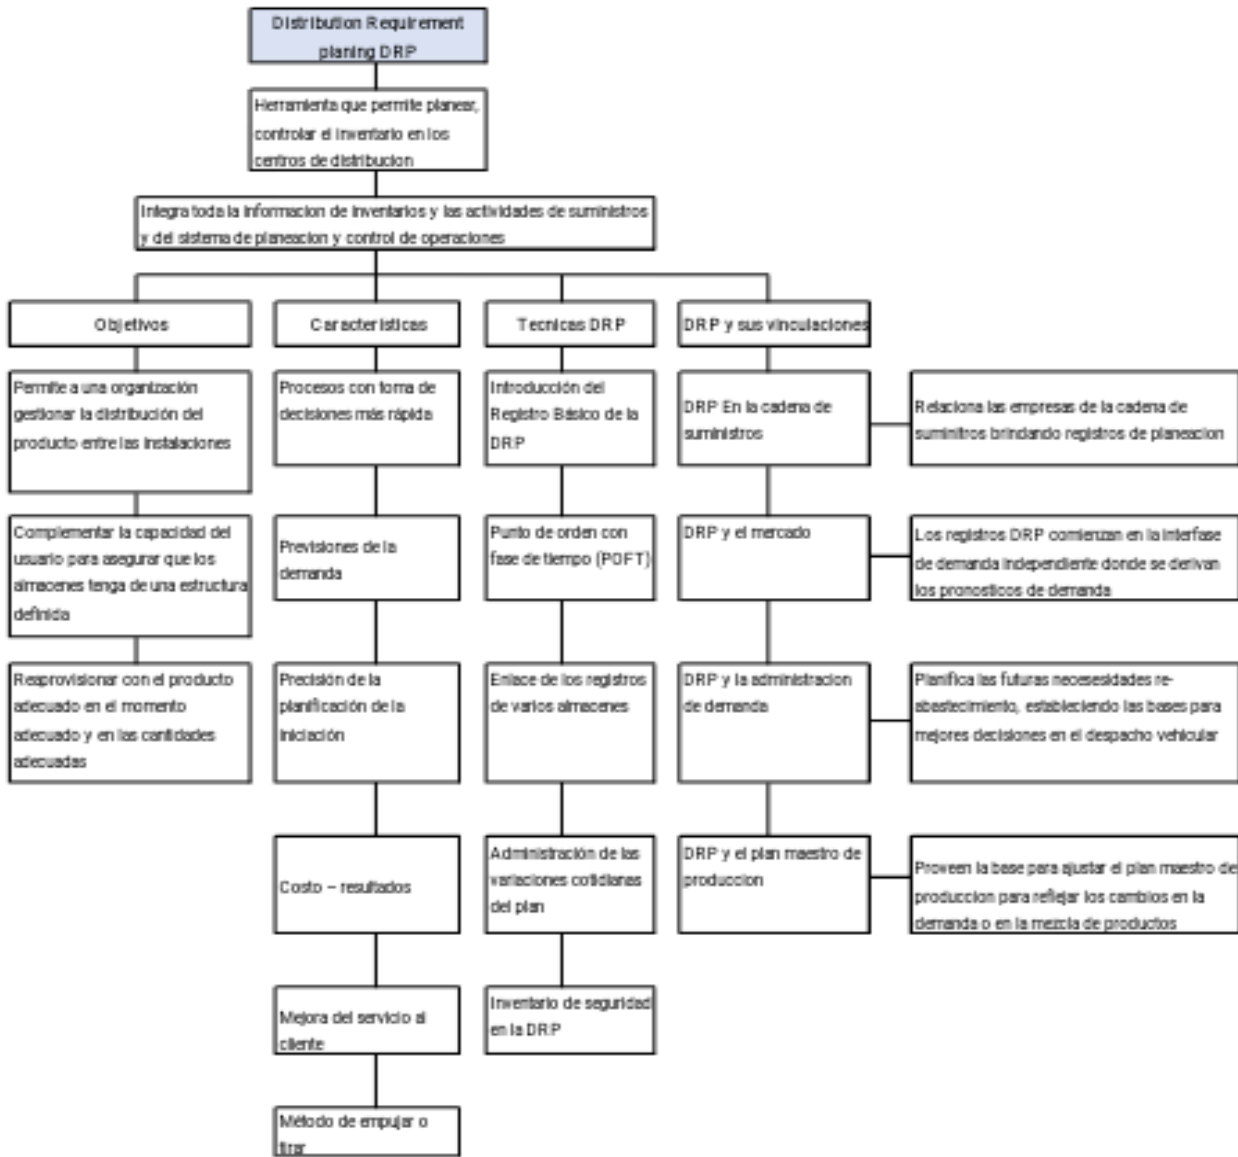 Distribution Requirement
planing DRP
Herramienta que permite planear,
controlar el inventario en los
centros de distribucion
Integra toda la informacion de inventarios y las actividades de suministros
y del sistema de planeacion y control de operaciones
Objetivos
Permite a una organización
gestionar la distribución del
producto entre las instalaciones
Complementar la capacidad del
usuario para asegurar que los
almacenes tenga de una estructura
definida
Reaprovisionar con el producto
adecuado en el momento
adecuado y en las cantidades
adecuadas
Características
Procesos con toma de
decisiones más rápida
Previsiones de la
demanda
Precisión de la
planificación de la
iniciación
Costo – resultados
Mejora del servicio al
cliente
Método de empujar o
tirar
Tecnicas DRP
Introducción del
Registro Básico de la
DRP
Punto de orden con
fase de tiempo (POFT)
Enlace de los registros
de varios almacenes
Administración de las
variaciones cotidianas
del plan
Inventario de seguridad
en la DRP
DRP y sus vinculaciones
DRP En la cadena de
suministros
Relaciona las empresas de la cadena de
suminitros brindando registros de planeacion
DRP y el mercado
Los registros DRP comienzan en la interfase
de demanda independiente donde se derivan
los pronosticos de demanda
DRP y la administracion
de demanda
Planifica las futuras necesesidades re-
abastecimiento, estableciendo las bases para
mejores decisiones en el despacho vehicular
DRP y el plan maestro de
produccion
Proveen la base para ajustar el plan maestro de
produccion para reflejar los cambios en la
demanda o en la mezcla de productos